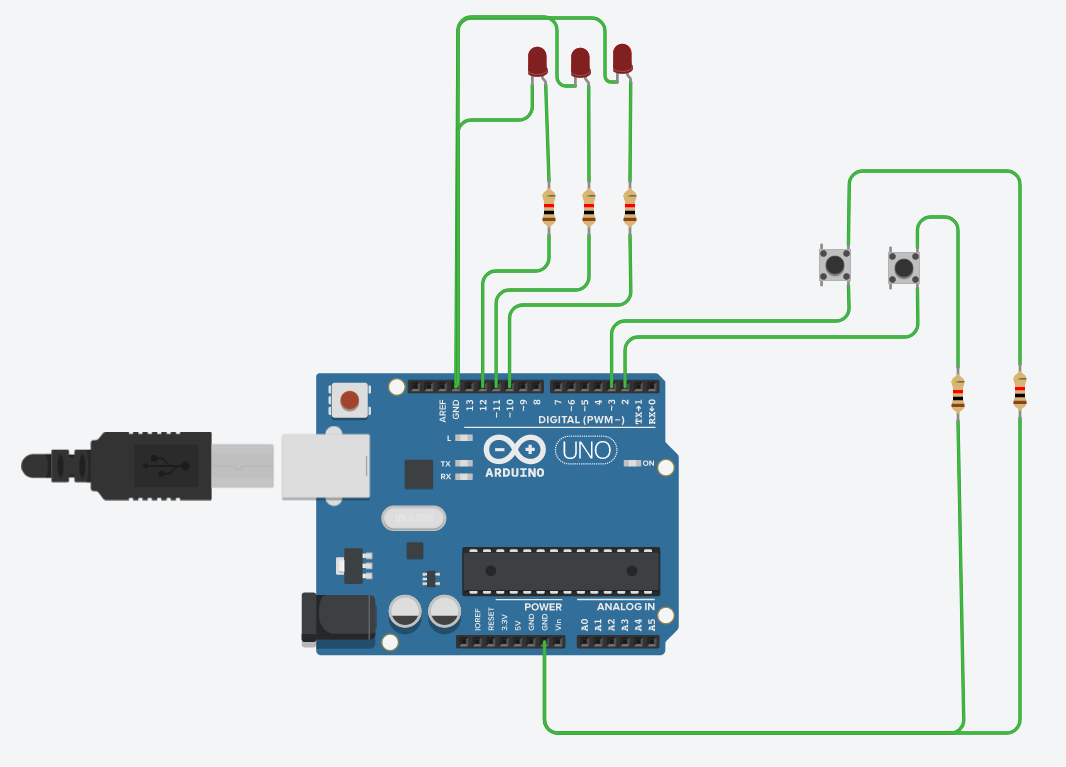 AREF
GND
13
12
~11
~10
~9
8
7
~6
~5
4
~3
2
TX→1
RX←0
DIGITAL (PWM~)
L
TX
RX
ARDUINO
UNO
ON
POWER
ANALOG IN
IOREF
RESET
3.3V
5V
GND
GND
Vin
A0
A1
A2
A3
A4
A5